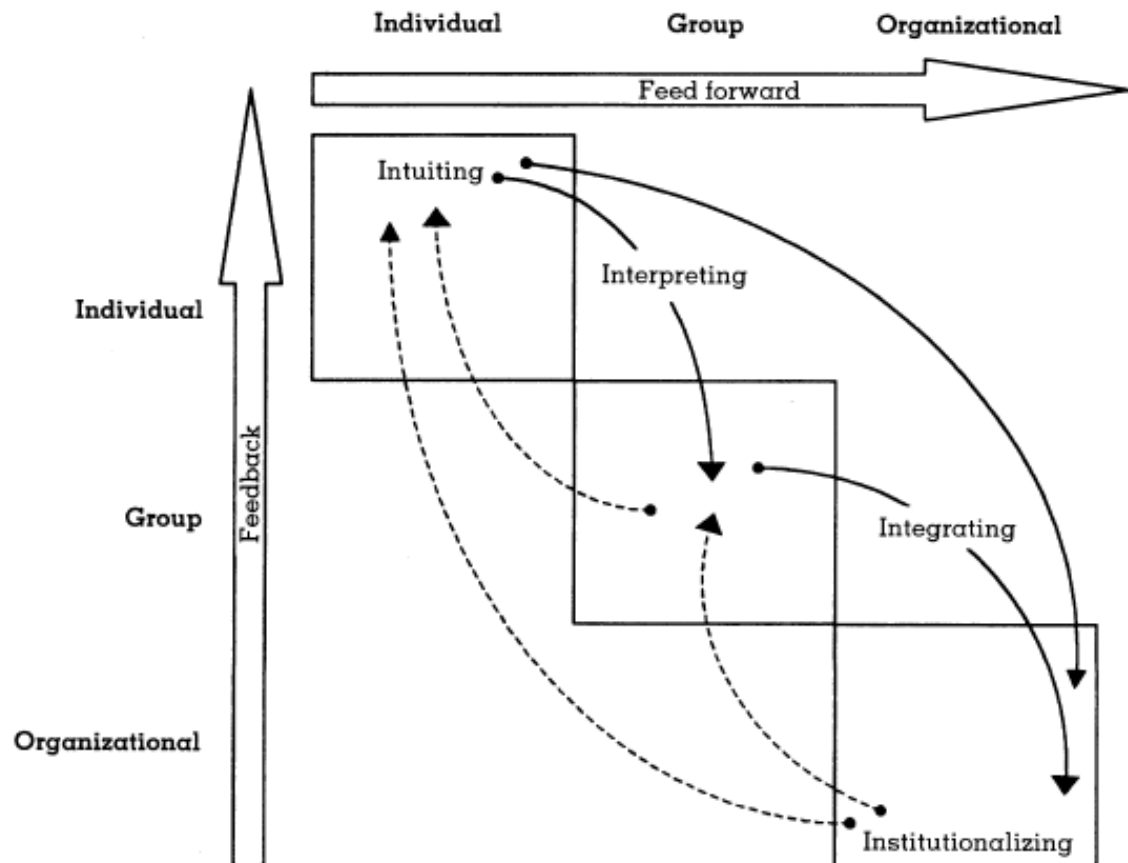 Individual Group Organizational
Feed forward
Intuiting
Interpreting
Individual
Feedback
Group
Integrating
Organizational
Institutionalizing